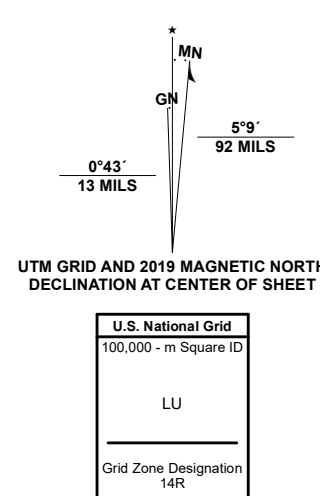 ★
MN
GN
5°9´
92 MILS
0°43´
13 MILS
UTM GRID AND 2019 MAGNETIC NORTH
DECLINATION AT CENTER OF SHEET
U.S. National Grid
100,000 - m Square ID
LU
Grid Zone Designation
14R